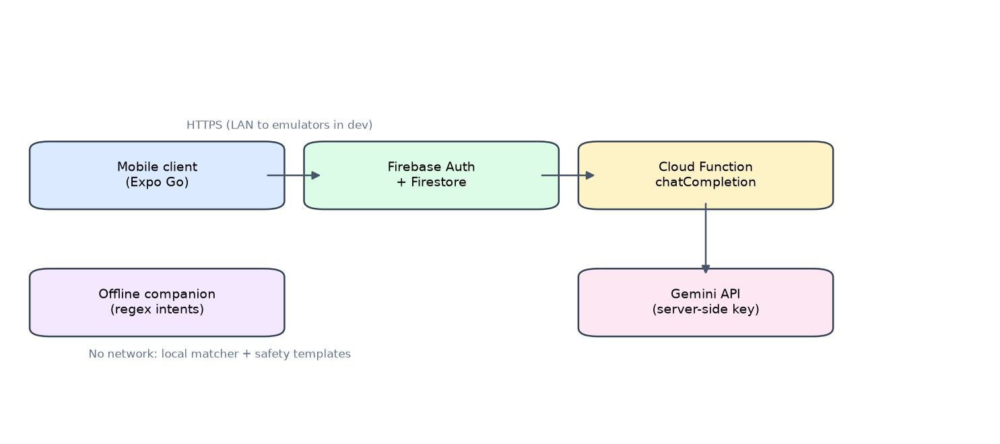 HTTPS (LAN to emulators in dev)
Mobile client
(Expo Go)
Firebase Auth
+ Firestore
Cloud Function
chatCompletion
Offline companion
(regex intents)
Gemini API
(server-side key)
No network: local matcher + safety templates